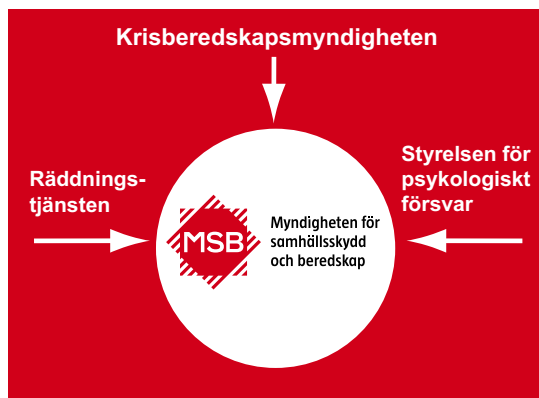 Krisberedskapsmyndigheten
Räddnings-
tjänsten
Styrelsen för
psykologiskt
försvar
MSB
Myndigheten för
samhällsskydd
och beredskap